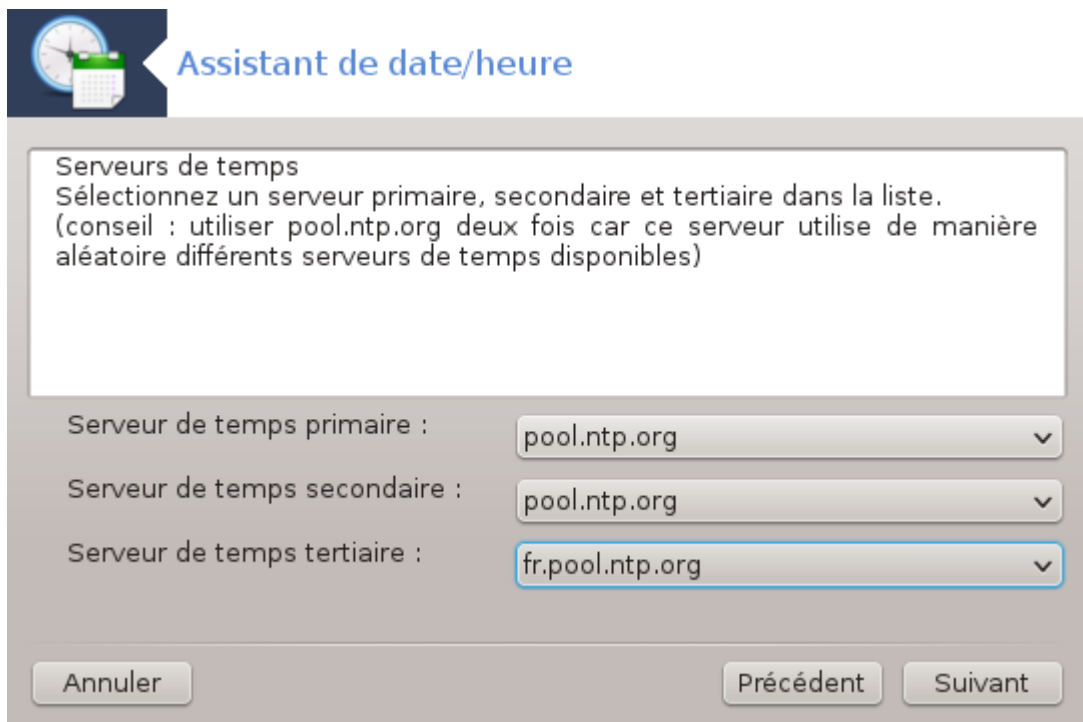 Assistant de date/heure
Serveurs de temps
Sélectionnez un serveur primaire, secondaire et tertiaire dans la liste.
(conseil : utiliser pool.ntp.org deux fois car ce serveur utilise de manière
aléatoire différents serveurs de temps disponibles)
Serveur de temps primaire :
pool.ntp.org
Serveur de temps secondaire :
pool.ntp.org
Serveur de temps tertiaire :
fr.pool.ntp.org
Annuler
Précédent
Suivant